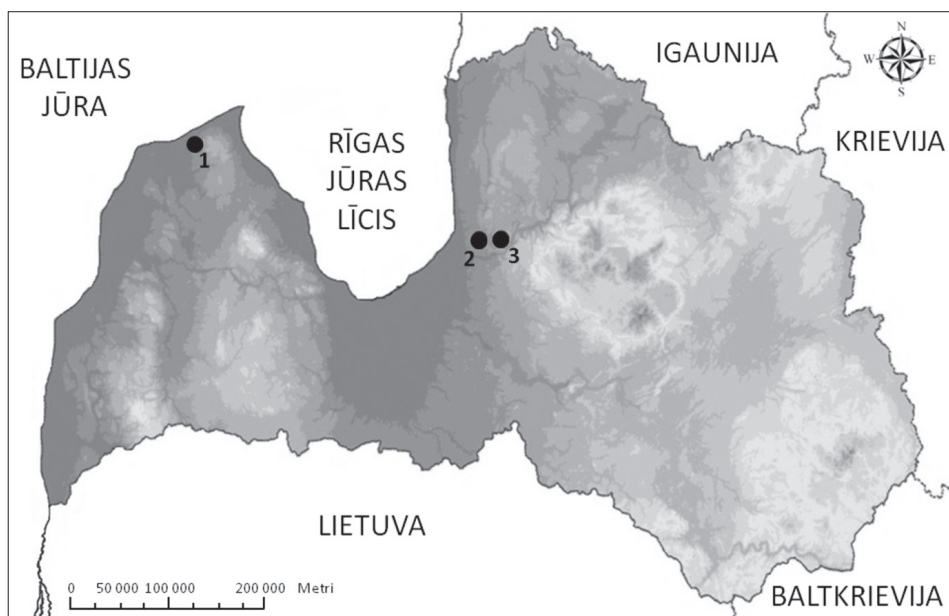 BALTIJAS
JŪRA
RĪGAS
JŪRAS
LĪCIS
IGAUNIJA
N
W
E
S
KRIEVIJA
1
2
3
LIETUVA
BALTKRIEVIJA
0 50 000 100 000 200 000 Metri